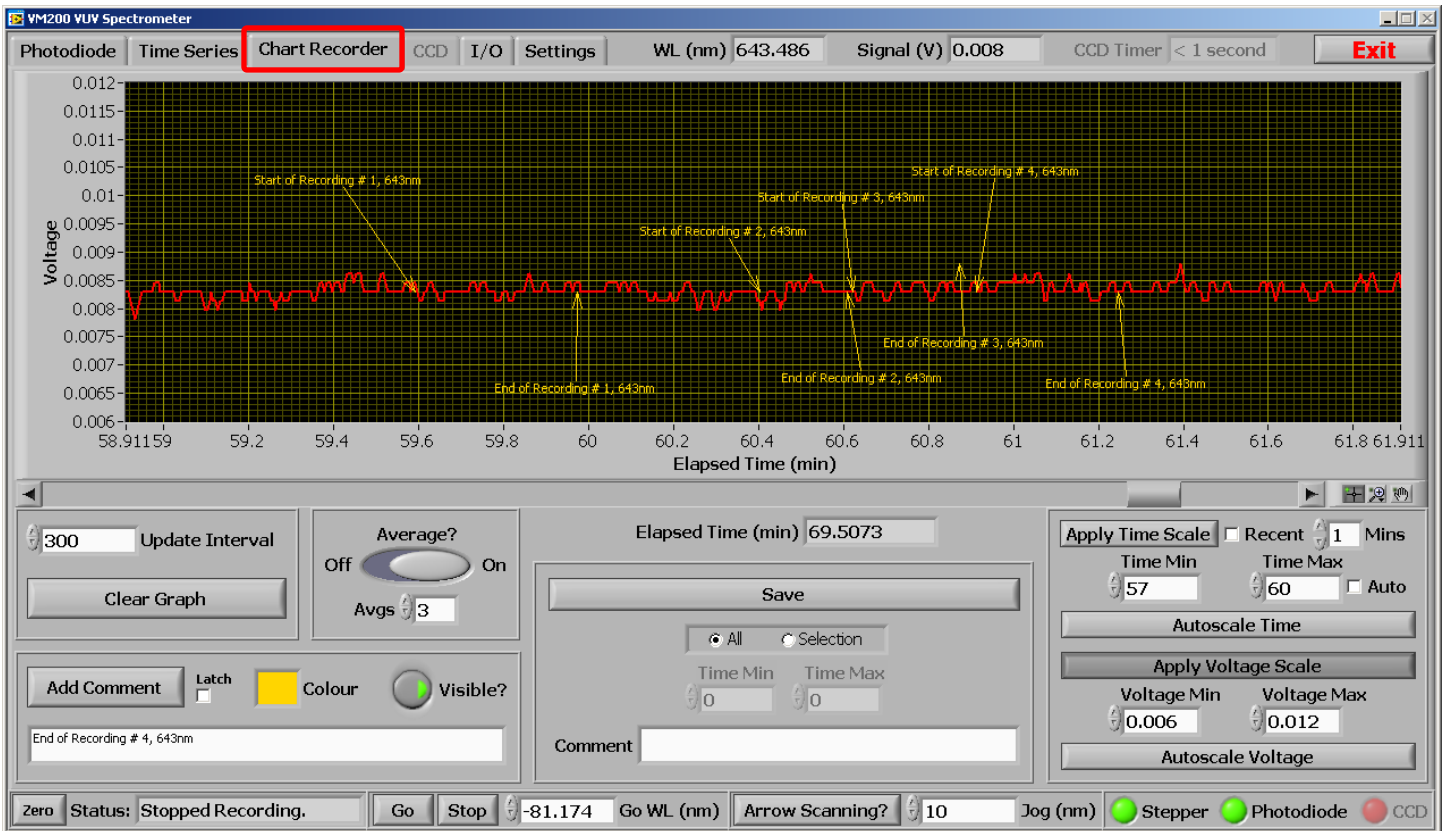 VM200 VUV Spectrometer
Photodiode Time Series Chart Recorder CCD I/O Settings WL (nm) 643.486 Signal (V) 0.008 CCD Timer < 1 second Exit
0.012
0.0115
0.011
0.0105
0.01
0.0095
0.009
0.0085
0.008
0.0075
0.007
0.0065
0.006
Voltage
Start of Recording # 1, 643nm
Start of Recording # 4, 643nm
Start of Recording # 3, 643nm
Start of Recording # 2, 643nm
End of Recording # 3, 643nm
End of Recording # 2, 643nm
End of Recording # 4, 643nm
End of Recording # 1, 643nm
58.91159 59.2 59.4 59.6 59.8 60 60.2 60.4 60.6 60.8 61 61.2 61.4 61.6 61.8 61.911
Elapsed Time (min)
300 Update Interval
Clear Graph
Average?
Off On
Avgs 3
Elapsed Time (min) 69.5073
Save
All Selection
Time Min Time Max
0 0
Comment
Apply Time Scale Recent 1 Mins
Time Min Time Max
57 60 Auto
Autoscale Time
Apply Voltage Scale
Voltage Min Voltage Max
0.006 0.012
Autoscale Voltage
Add Comment Latch Colour Visible?
End of Recording # 4, 643nm
Zero Status: Stopped Recording. Go Stop -81.174 Go WL (nm) Arrow Scanning? 10 Jog (nm) Stepper Photodiode CCD